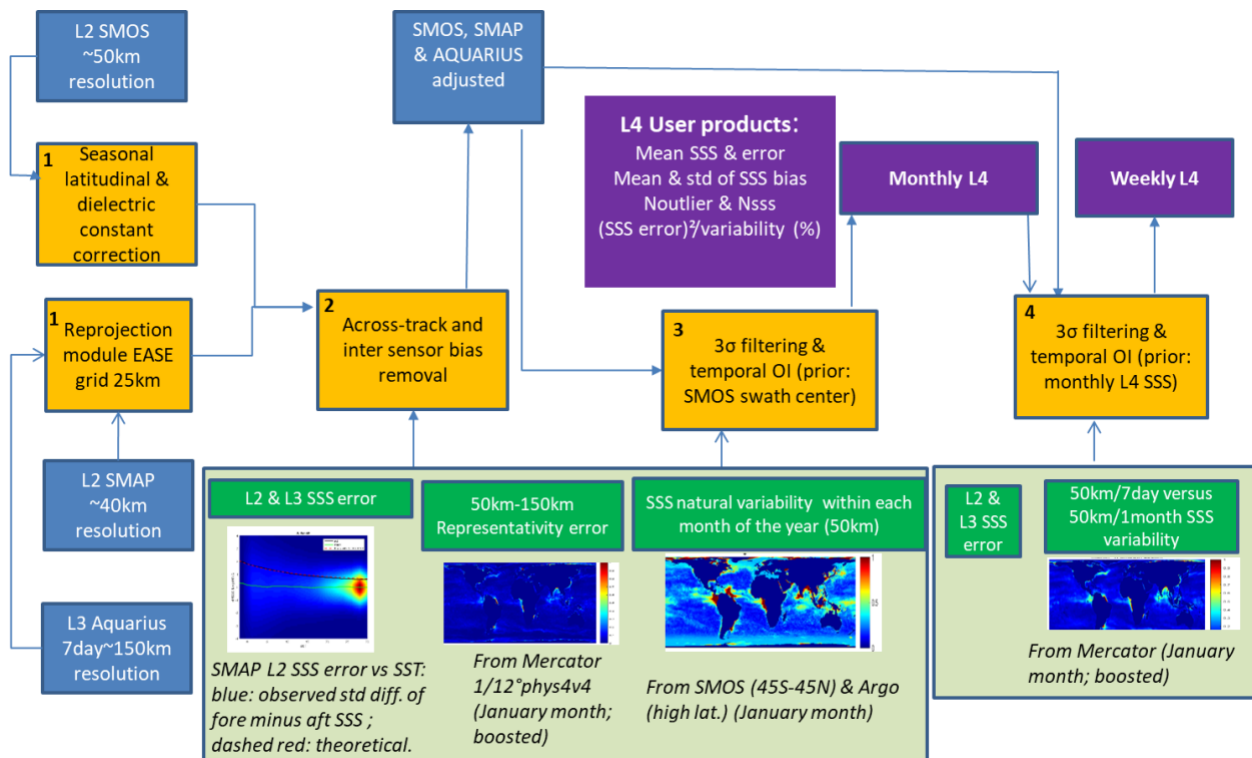 L2 SMOS
~50km
resolution
SMOS, SMAP
& AQUARIUS
adjusted
L4 User products:
Mean SSS & error
Mean & std of SSS bias
Noutlier & Nsss
(SSS error)²/variability (%)
Monthly L4
Weekly L4
1
Seasonal
latitudinal &
dielectric
constant
correction
1
Reprojection
module EASE
grid 25km
2
Across-track and
inter sensor bias
removal
3
3σ filtering &
temporal OI (prior:
SMOS swath center)
4
3σ filtering &
temporal OI (prior:
monthly L4 SSS)
L2 SMAP
~40km
resolution
L3 Aquarius
7day~150km
resolution
L2 & L3 SSS error
SMAP L2 SSS error vs SST:
blue: observed std diff. of
fore minus aft SSS ;
dashed red: theoretical.
50km-150km
Representativity error
From Mercator
1/12°phys4v4
(January month;
boosted)
SSS natural variability within each
month of the year (50km)
1
0.5
0
From SMOS (45S-45N) & Argo
(high lat.) (January month)
L2 &
L3 SSS
error
50km/7day versus
50km/1month SSS
variability
From Mercator (January
month; boosted)